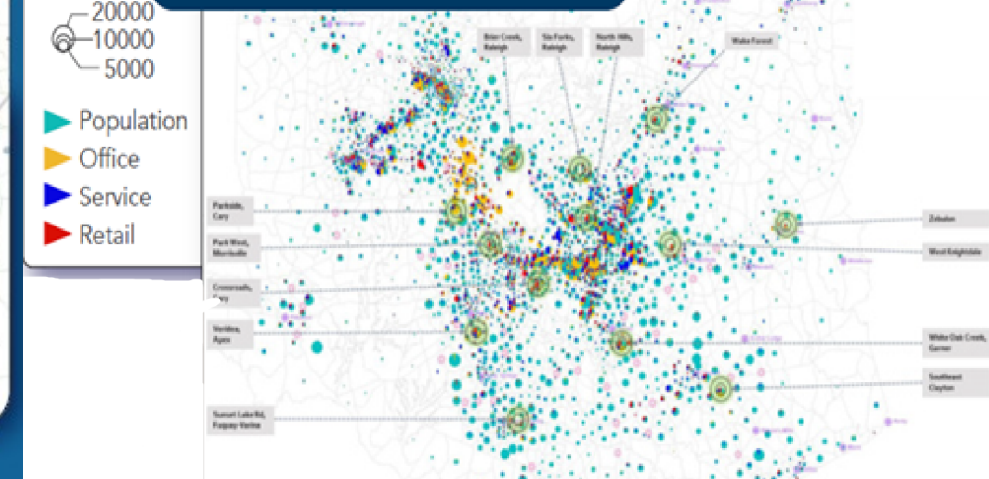 20000
10000
5000
Population
Office
Service
Retail
Brier Creek,
Raleigh
Six Forks,
Raleigh
North Hills,
Raleigh
Wake Forest
Parkside,
Cary
Park West,
Morrisville
Crossroads,
Cary
Veridea,
Apex
Sunset Lake Rd,
Fuquay-Varina
Zebulon
West Knightdale
White Oak Creek,
Garner
Southeast
Clayton